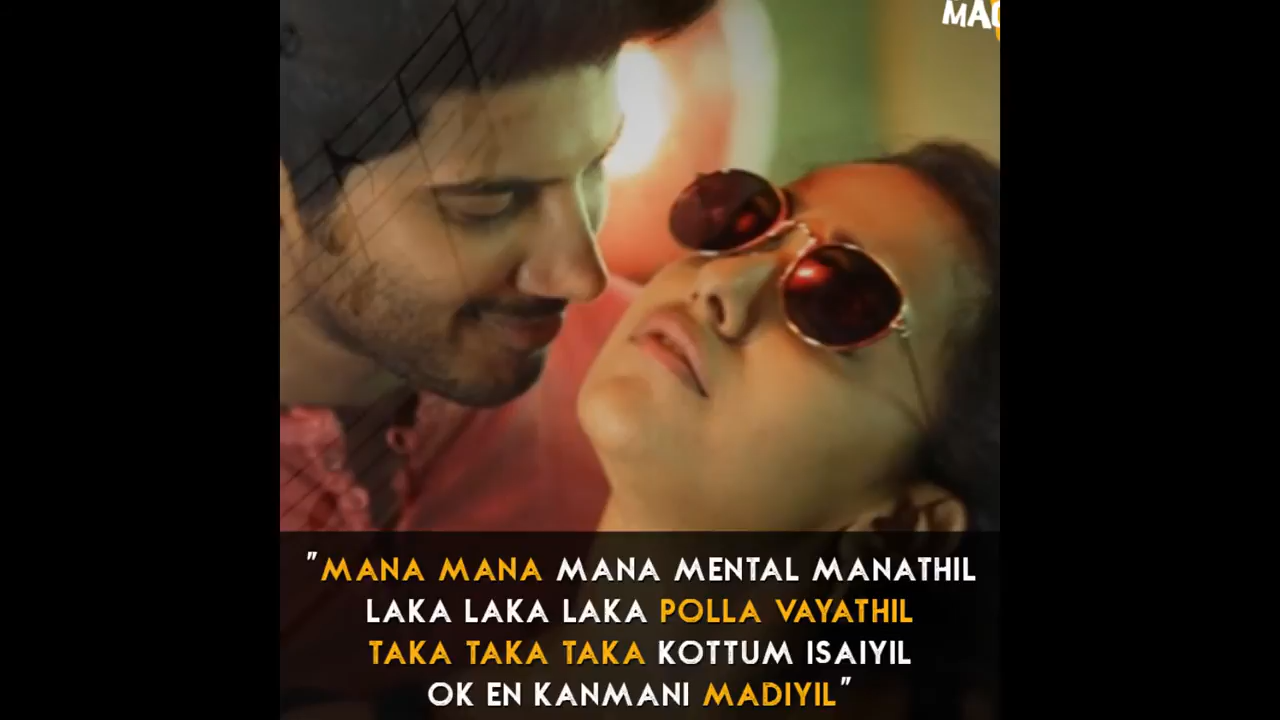 MAG
"MANA MANA MANA MENTAL MANATHIL
LAKA LAKA LAKA POLLA VAYATHIL
TAKA TAKA TAKA KOTTUM ISAIYIL
OK EN KANMANI MADIYIL"